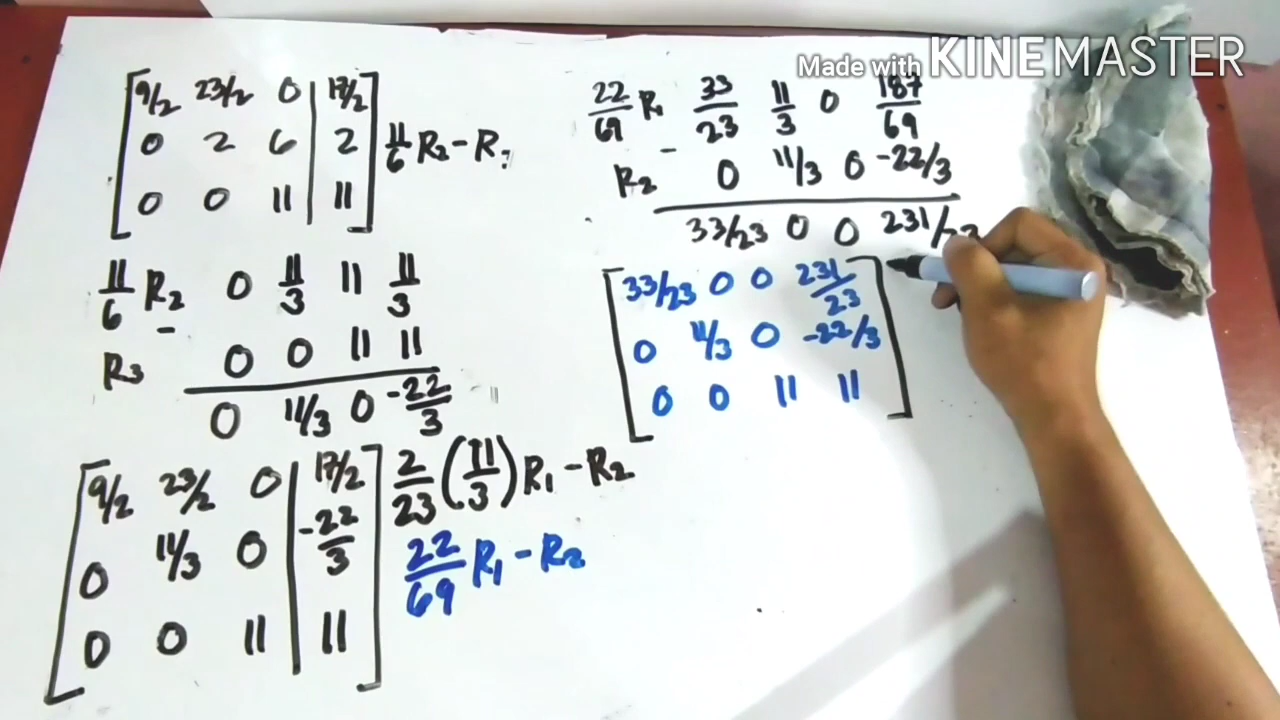 9/2 23/2 0 | 17/2
0 2 6 | 2 11/6 R2 - R
0 0 11 | 11
11/6 R2 0 11/3 11 11/3
-
R3 0 0 11 11
0 11/3 0 -22/3
9/2 23/2 0 | 17/2 2/23 (11/3) R1 - R2
0 11/3 0 | -22/3 22/69 R1 - R2
0 0 11 | 11
Made with KINEMASTER
22/69 R1 33/23 11/3 0 187/69
-
R2 0 11/3 0 -22/3
33/23 0 0 231/23
33/23 0 0 231/23
0 11/3 0 -22/3
0 0 11 11